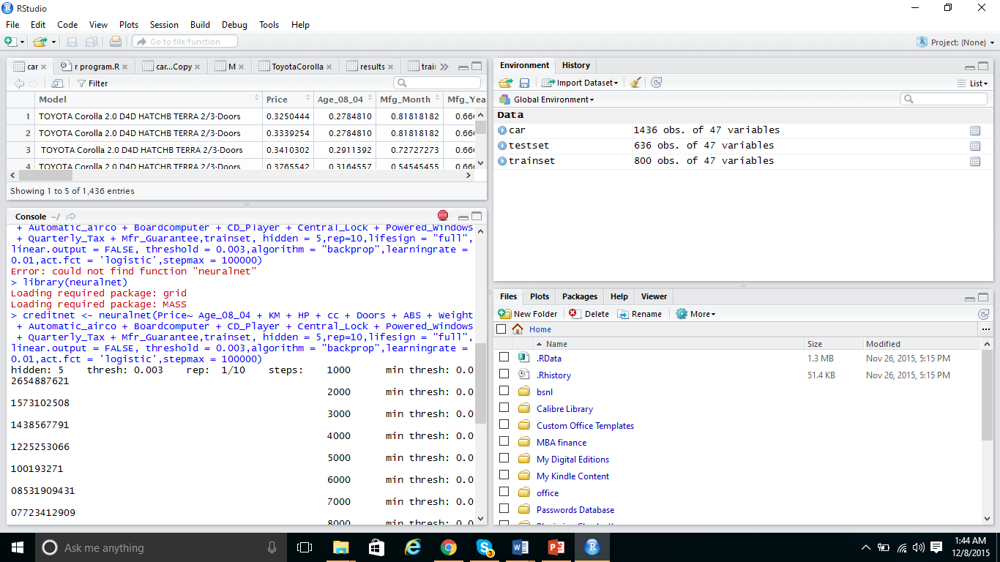 RStudio
File Edit Code View Plots Session Build Debug Tools Help
Go to file/function
Project: (None)
car r program.R car...Copy M ToyotaCorolla results trair
Filter
Model Price Age_08_04 Mfg_Month Mfg_Yea
1 TOYOTA Corolla 2.0 D4D HATCHB TERRA 2/3-Doors 0.3250444 0.2784810 0.81818182 0.666
2 TOYOTA Corolla 2.0 D4D HATCHB TERRA 2/3-Doors 0.3339254 0.2784810 0.81818182 0.666
3 TOYOTA Corolla 2.0 D4D HATCHB TERRA 2/3-Doors 0.3410302 0.2911392 0.72727273 0.666
4 TOYOTA Corolla 2.0 D4D HATCHB TERRA 2/3-Doors 0.3765542 0.3164557 0.54545455 0.666
Showing 1 to 5 of 1,436 entries
Console ~/
STOP
+ Automatic_airco + Boardcomputer + CD_Player + Central_Lock + Powered_Windows
+ Quarterly_Tax + Mfr_Guarantee,trainset, hidden = 5,rep=10,lifesign = "full",
linear.output = FALSE, threshold = 0.003,algorithm = "backprop",learningrate =
0.01,act.fct = 'logistic',stepmax = 100000)
Error: could not find function "neuralnet"
> library(neuralnet)
Loading required package: grid
Loading required package: MASS
> creditnet <- neuralnet(Price~ Age_08_04 + KM + HP + cc + Doors + ABS + Weight
+ Automatic_airco + Boardcomputer + CD_Player + Central_Lock + Powered_Windows
+ Quarterly_Tax + Mfr_Guarantee,trainset, hidden = 5,rep=10,lifesign = "full",
linear.output = FALSE, threshold = 0.003,algorithm = "backprop",learningrate =
0.01,act.fct = 'logistic',stepmax = 100000)
hidden: 5 thresh: 0.003 rep: 1/10 steps: 1000 min thresh: 0.0
2654887621
2000 min thresh: 0.0
1573102508
3000 min thresh: 0.0
1438567791
4000 min thresh: 0.0
1225253066
5000 min thresh: 0.0
100193271
6000 min thresh: 0.0
08531909431
7000 min thresh: 0.0
07723412909
8000 min thresh: 0.0
Environment History
Import Dataset List
Global Environment
Data
car 1436 obs. of 47 variables
testset 636 obs. of 47 variables
trainset 800 obs. of 47 variables
Files Plots Packages Help Viewer
New Folder Delete Rename More
Home
Name Size Modified
.RData 1.3 MB Nov 26, 2015, 5:15 PM
.Rhistory 51.4 KB Nov 26, 2015, 5:15 PM
bsnl
Calibre Library
Custom Office Templates
MBA finance
My Digital Editions
My Kindle Content
office
Passwords Database
Ask me anything
3
1:44 AM
12/8/2015